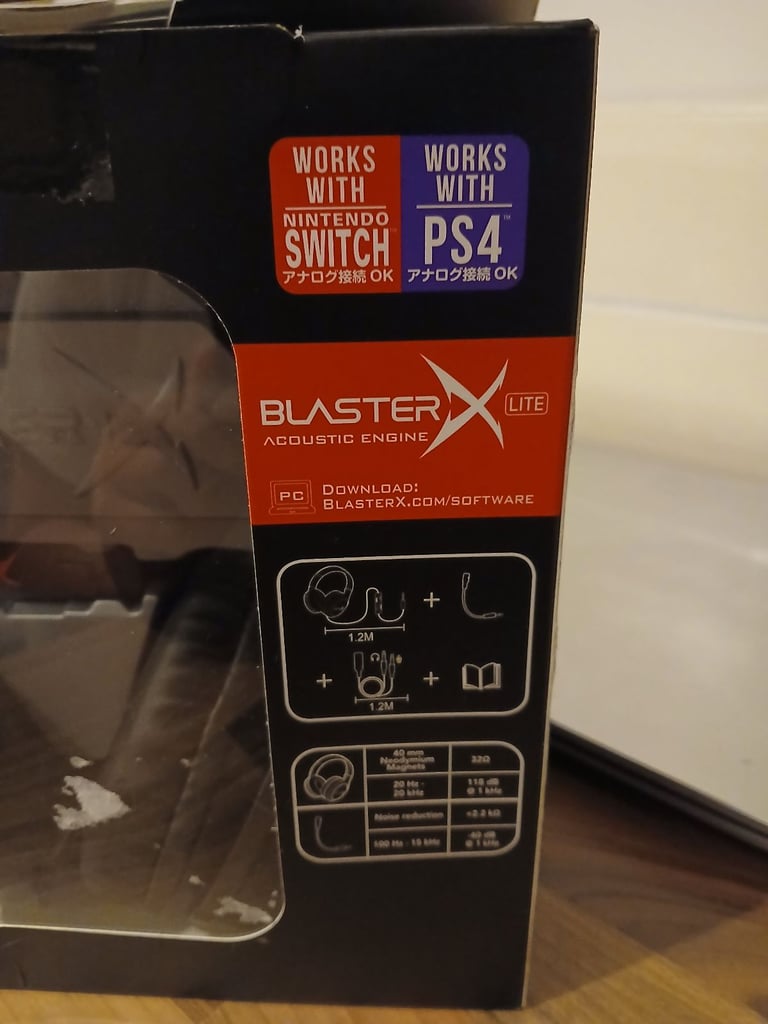 WORKS
WITH
NINTENDO
SWITCH™
アナログ接続 OK
WORKS
WITH
PS4™
アナログ接続 OK
BLASTERX LITE
ACOUSTIC ENGINE
PC
DOWNLOAD:
BLASTERX.COM/SOFTWARE
+
1.2M
+
+
1.2M
40 mm
Neodymium
Magnets
32Ω
20 Hz -
20 kHz
118 dB
@ 1 kHz
Noise reduction
<2.2 kΩ
100 Hz - 15 kHz
-40 dB
@ 1 kHz